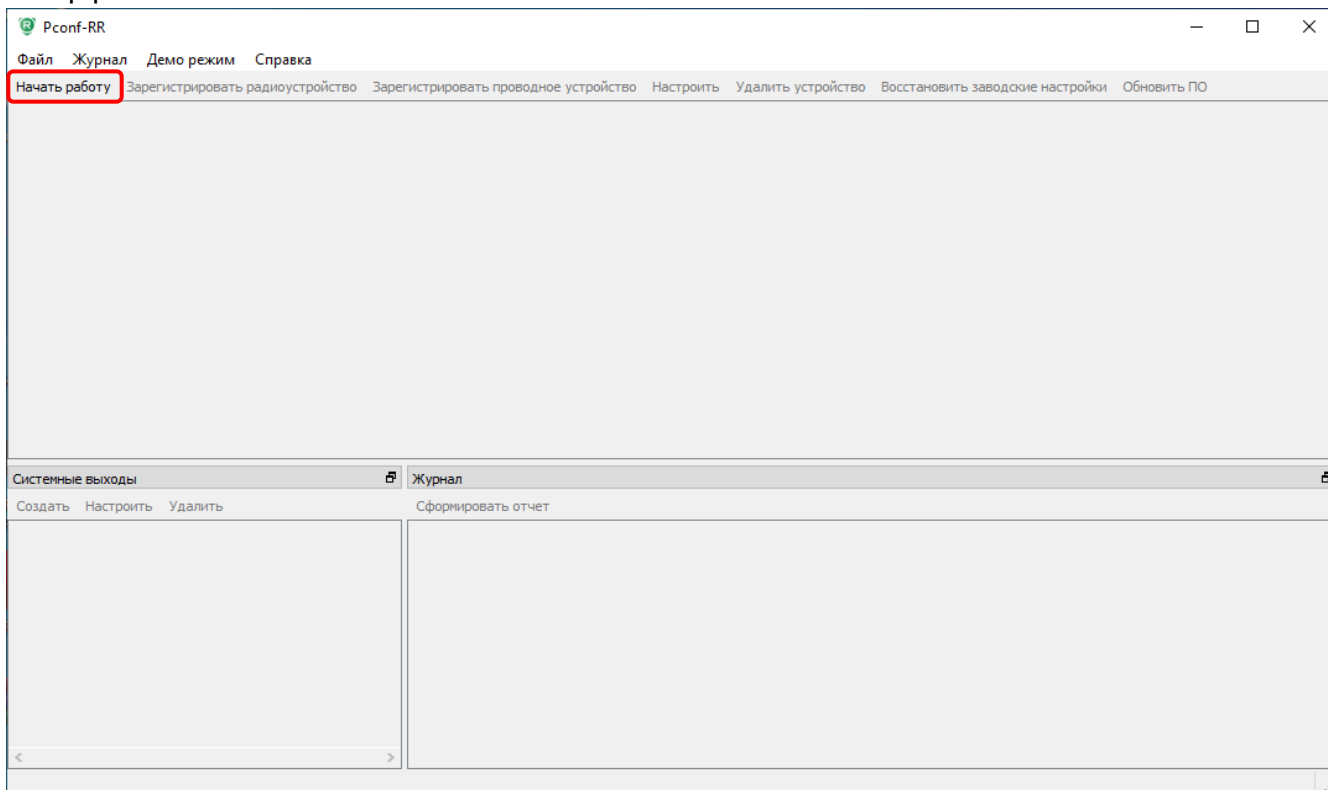 Pconf-RR
Файл Журнал Демо режим Справка
Начать работу Зарегистрировать радиоустройство Зарегистрировать проводное устройство Настроить Удалить устройство Восстановить заводские настройки Обновить ПО
Системные выходы Журнал
Создать Настроить Удалить Сформировать отчет